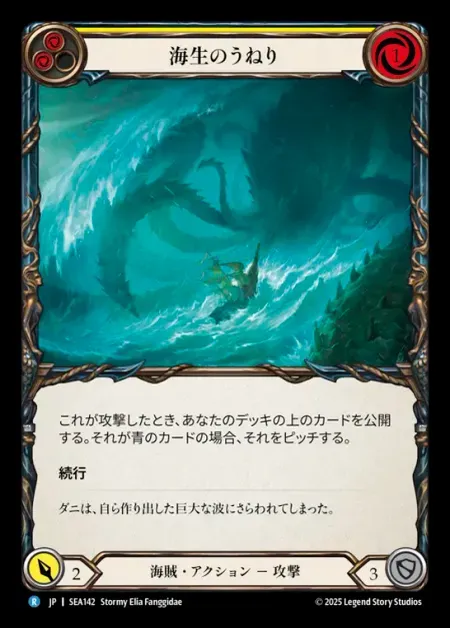 海生のうねり
1
これが攻撃したとき、あなたのデッキの上のカードを公開
する。それが青のカードの場合、それをピッチする。
続行
ダニは、自ら作り出した巨大な波にさらわれてしまった。
2
海賊・アクション － 攻撃
3
R JP | SEA142 Stormy Elia Fanggidae
© 2025 Legend Story Studios